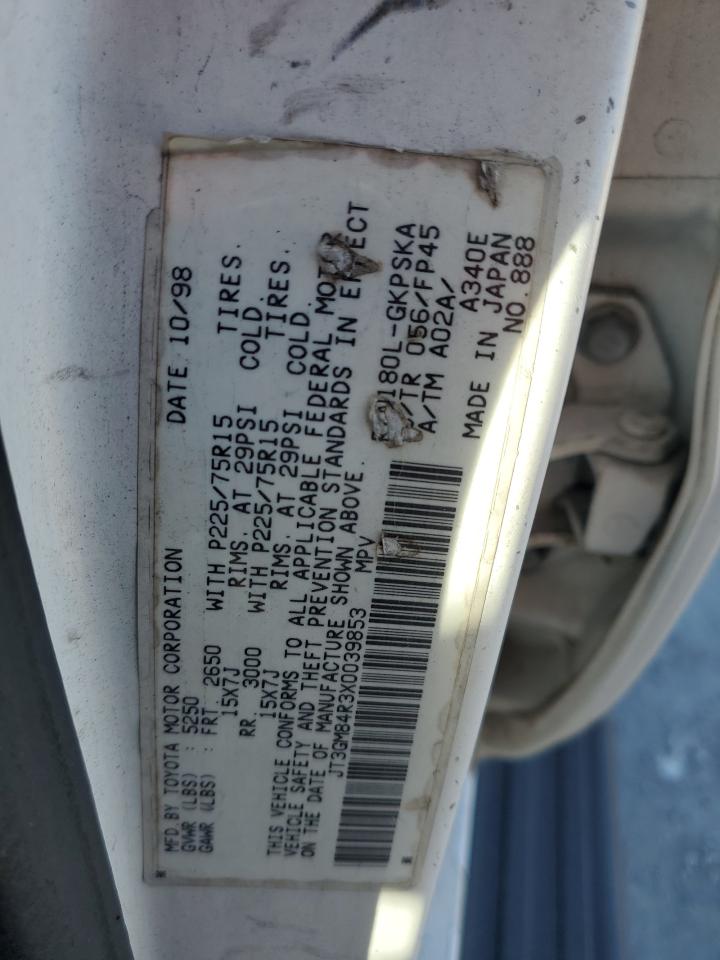 MFD. BY TOYOTA MOTOR CORPORATION DATE 10/98
GVWR (LBS) : 5250
GAWR (LBS) : FRT 2650 WITH P225/75R15 TIRES.
15X7J RIMS. AT 29PSI COLD.
RR. 3000 WITH P225/75R15 TIRES.
15X7J RIMS. AT 29PSI COLD.
THIS VEHICLE CONFORMS TO ALL APPLICABLE FEDERAL MOT
VEHICLE SAFETY AND THEFT PREVENTION STANDARDS IN EF ECT
ON THE DATE OF MANUFACTURE SHOWN ABOVE.
JT3GM84R3X0039853 MPV
180L-GKPSKA
/TR 056/FP45
A/TM A02A/
A340E
MADE IN JAPAN
NO.888